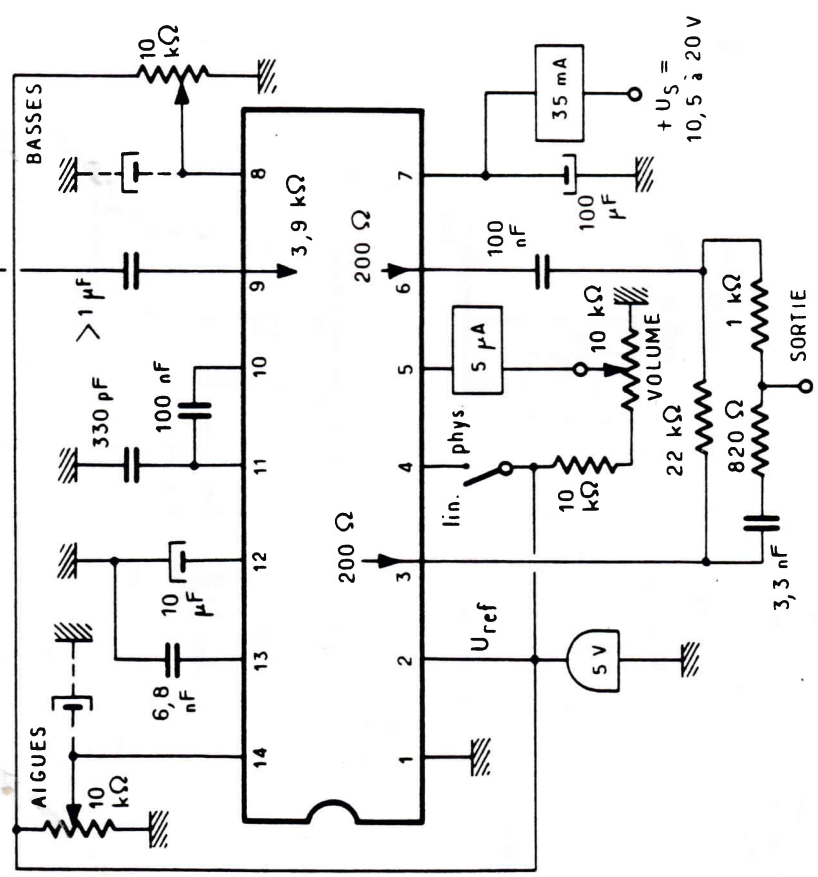 BASSES
10
kΩ
>1 µF
330 pF
100 nF
10
µF
6,8
nF
AIGUES
10
kΩ
14
13
12
11
10
9
8
3,9 kΩ
200 Ω
200 Ω
1
2
3
4
5
6
7
Uref
lin.
phys.
5 µA
100
nF
100
µF
35 mA
+ US =
10,5 à 20 V
10
kΩ
10 kΩ
VOLUME
22 kΩ
820 Ω
1 kΩ
3,3 nF
SORTIE
5 V